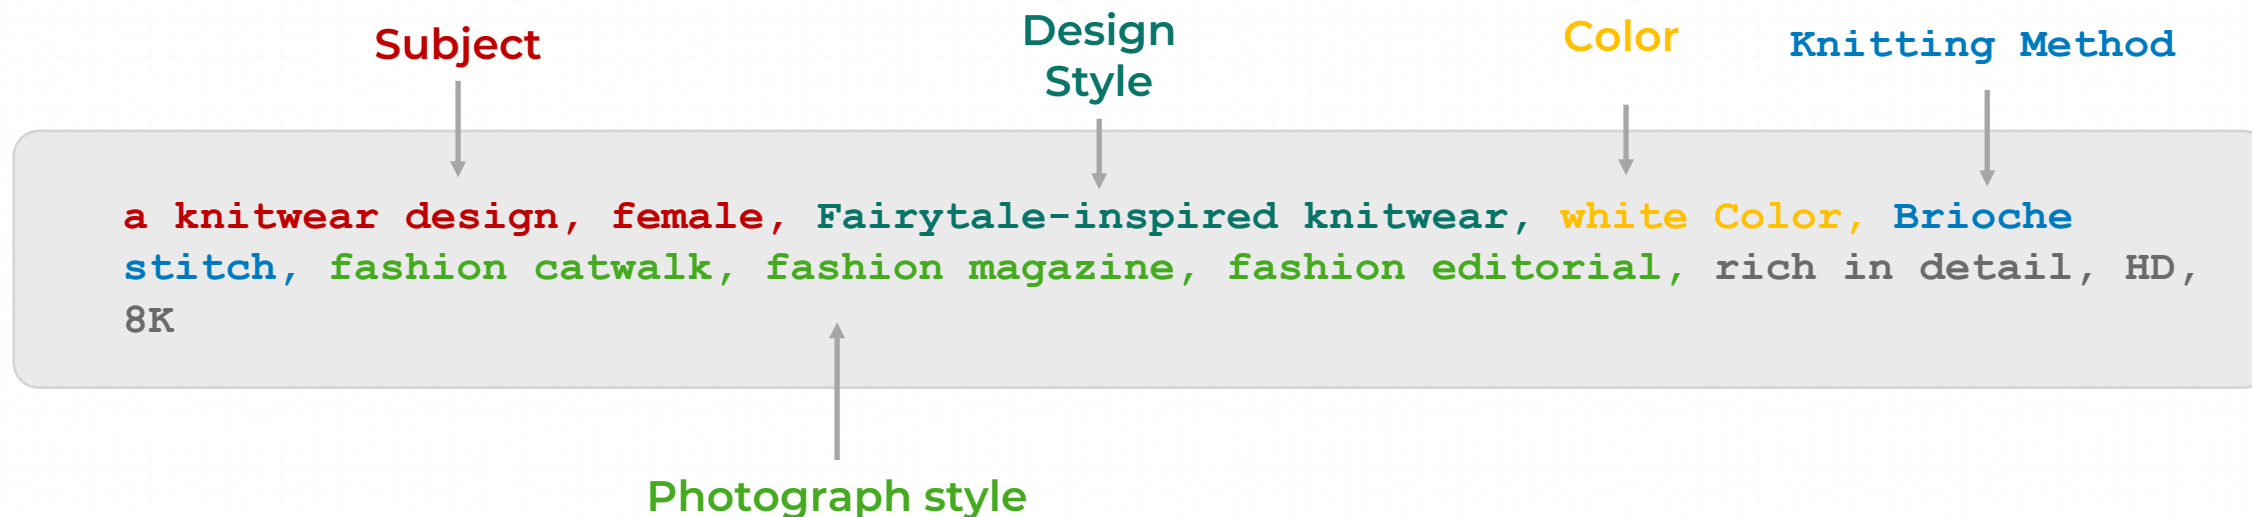 Subject
Design
Style
Color
Knitting Method
a knitwear design, female, Fairytale-inspired knitwear, white Color, Brioche
stitch, fashion catwalk, fashion magazine, fashion editorial, rich in detail, HD,
8K
Photograph style